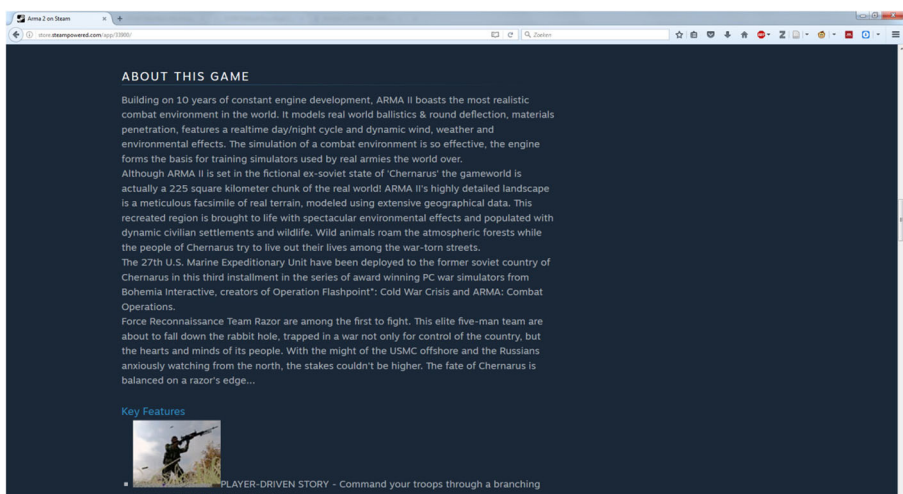 Arma 2 on Steam
store.steampowered.com/app/33900/
Zoeken
ABOUT THIS GAME
Building on 10 years of constant engine development, ARMA II boasts the most realistic
combat environment in the world. It models real world ballistics & round deflection, materials
penetration, features a realtime day/night cycle and dynamic wind, weather and
environmental effects. The simulation of a combat environment is so effective, the engine
forms the basis for training simulators used by real armies the world over.
Although ARMA II is set in the fictional ex-soviet state of 'Chernarus' the gameworld is
actually a 225 square kilometer chunk of the real world! ARMA II's highly detailed landscape
is a meticulous facsimile of real terrain, modeled using extensive geographical data. This
recreated region is brought to life with spectacular environmental effects and populated with
dynamic civilian settlements and wildlife. Wild animals roam the atmospheric forests while
the people of Chernarus try to live out their lives among the war-torn streets.
The 27th U.S. Marine Expeditionary Unit have been deployed to the former soviet country of
Chernarus in this third installment in the series of award winning PC war simulators from
Bohemia Interactive, creators of Operation Flashpoint*: Cold War Crisis and ARMA: Combat
Operations.
Force Reconnaissance Team Razor are among the first to fight. This elite five-man team are
about to fall down the rabbit hole, trapped in a war not only for control of the country, but
the hearts and minds of its people. With the might of the USMC offshore and the Russians
anxiously watching from the north, the stakes couldn't be higher. The fate of Chernarus is
balanced on a razor's edge...
Key Features
PLAYER-DRIVEN STORY - Command your troops through a branching